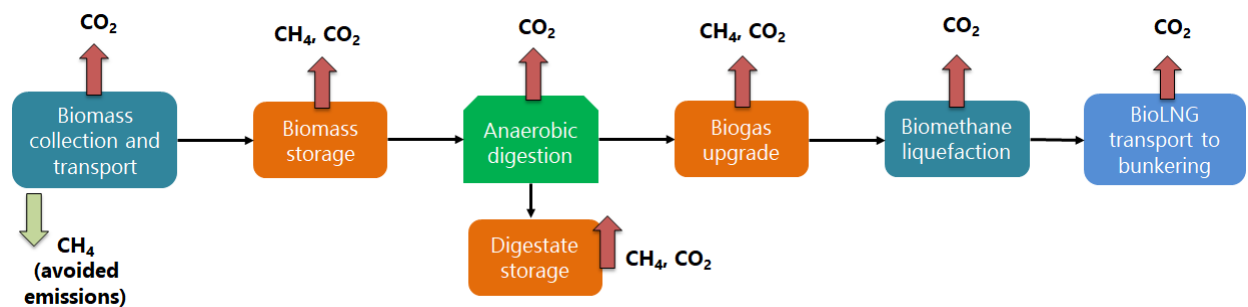 CO₂
CH₄, CO₂
CO₂
CH₄, CO₂
CO₂
CO₂
Biomass
collection and
transport
Biomass
storage
Anaerobic
digestion
Biogas
upgrade
Biomethane
liquefaction
BioLNG
transport to
bunkering
CH₄
(avoided
emissions)
Digestate
storage
CH₄, CO₂